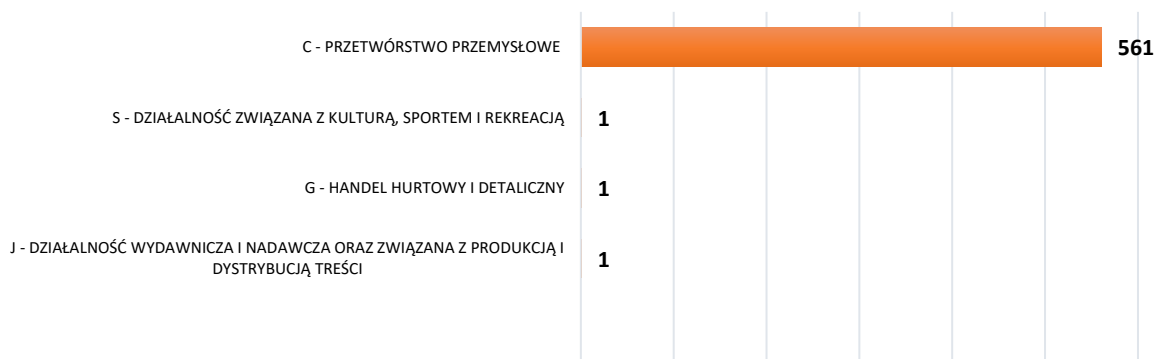 C - PRZETWÓRSTWO PRZEMYSŁOWE 561
S - DZIAŁALNOŚĆ ZWIĄZANA Z KULTURĄ, SPORTEM I REKREACJĄ 1
G - HANDEL HURTOWY I DETALICZNY 1
J - DZIAŁALNOŚĆ WYDAWNICZA I NADAWCZA ORAZ ZWIĄZANA Z PRODUKCJĄ I
DYSTRYBUCJĄ TREŚCI 1